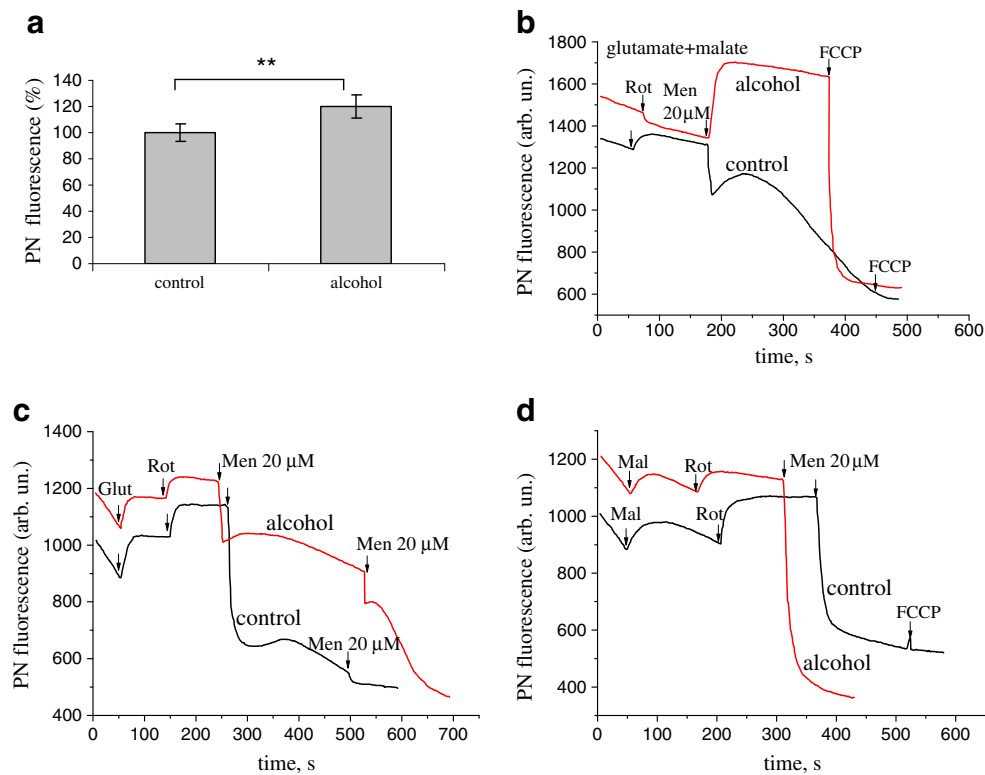 a
**
PN fluorescence (%)
140
120
100
80
60
40
20
0
control
alcohol
b
glutamate+malate
FCCP
Rot
Men
20 µM
alcohol
control
FCCP
PN fluorescence (arb. un.)
1800
1600
1400
1200
1000
800
600
0 100 200 300 400 500 600
time, s
c
Glut
Rot
Men 20 µM
alcohol
Men 20 µM
control
Men 20 µM
PN fluorescence (arb. un.)
1400
1200
1000
800
600
400
0 100 200 300 400 500 600 700
time, s
d
Mal
Rot
Men 20 µM
Mal
Rot
control
FCCP
alcohol
PN fluorescence (arb. un.)
1200
1000
800
600
400
0 100 200 300 400 500 600
time, s